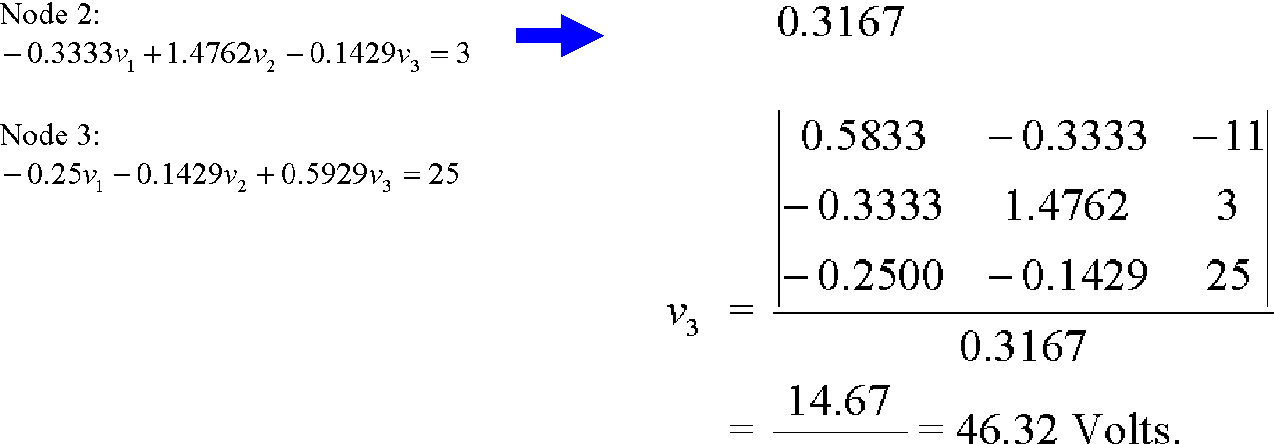 Node 2:
−0.3333v₁ + 1.4762v₂ − 0.1429v₃ = 3
Node 3:
−0.25v₁ − 0.1429v₂ + 0.5929v₃ = 25
0.3167
0.5833 −0.3333 −11
−0.3333 1.4762 3
−0.2500 −0.1429 25
v₃ =
0.3167
= 14.67 = 46.32 Volts.